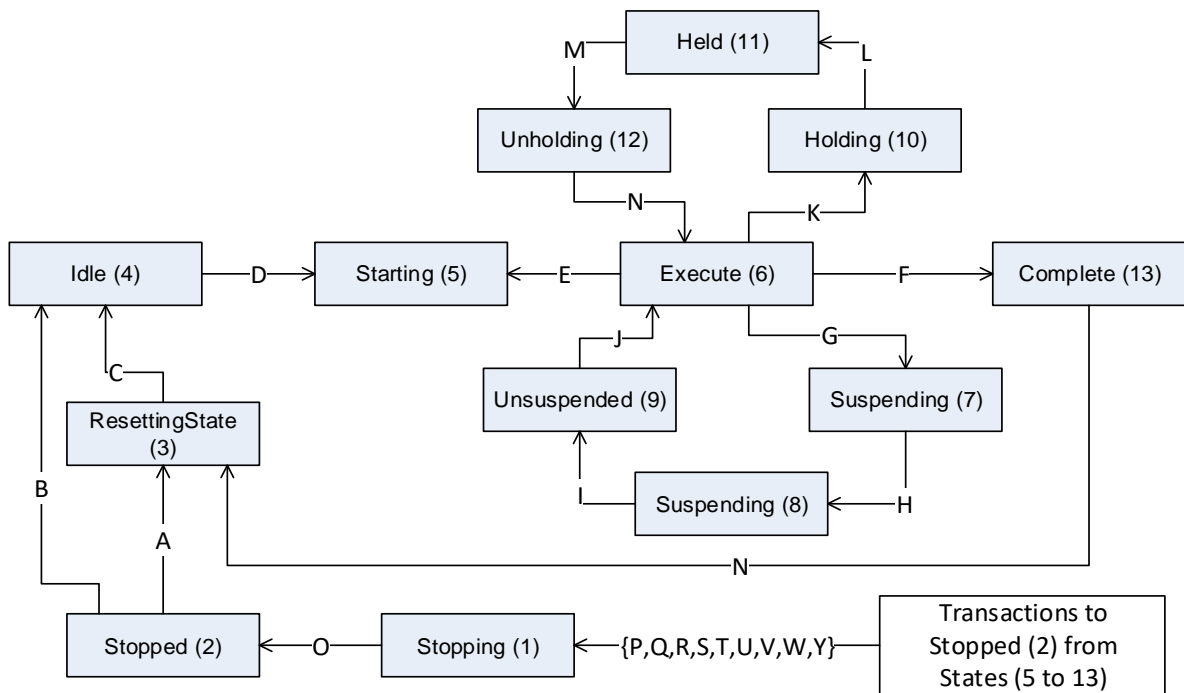 Held (11)
M
L
Unholding (12)
Holding (10)
N
K
Idle (4)
D
Starting (5)
E
Execute (6)
F
Complete (13)
J
G
C
Unsuspended (9)
Suspending (7)
ResettingState
(3)
B
I
Suspending (8)
H
A
N
Stopped (2)
O
Stopping (1)
{P,Q,R,S,T,U,V,W,Y}
Transactions to
Stopped (2) from
States (5 to 13)